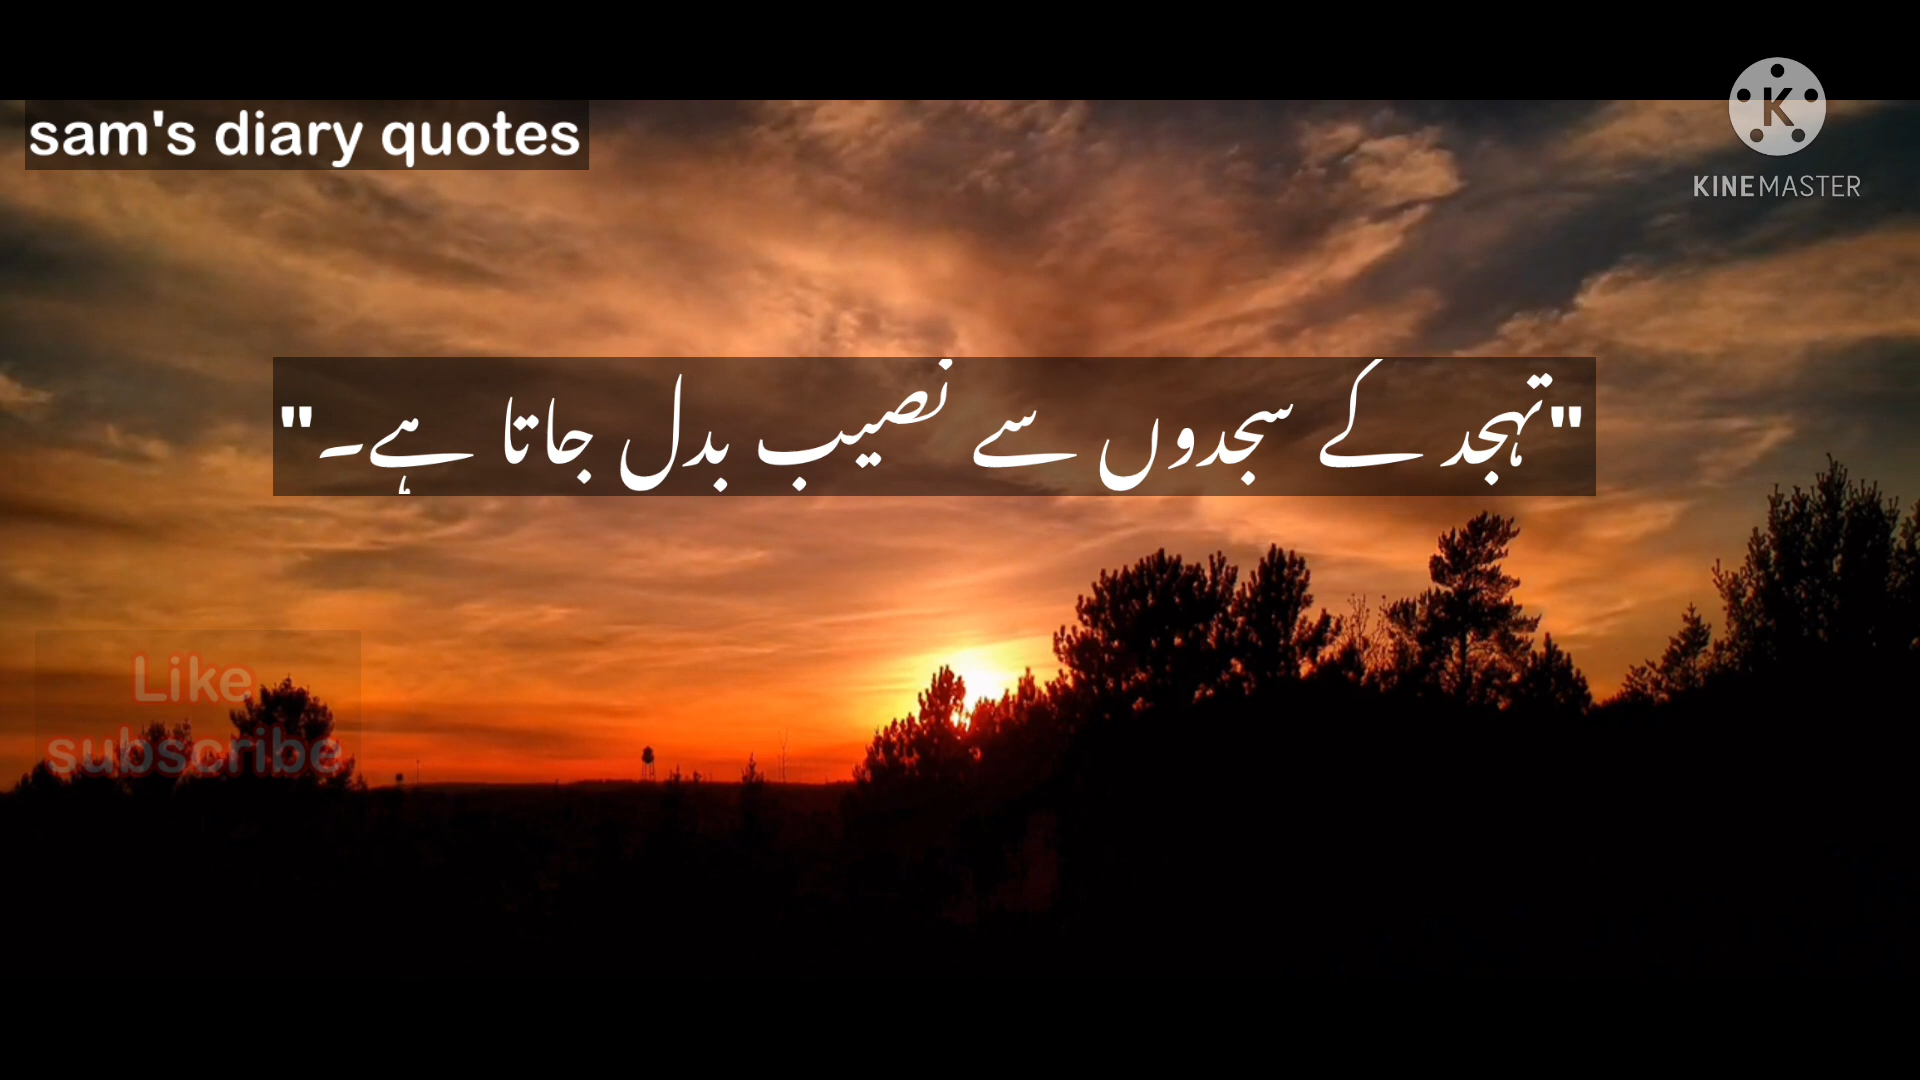 sam's diary quotes
K
KINEMASTER
"تہجد کے سجدوں سے نصیب بدل جاتا ہے۔"
Like
subscribe